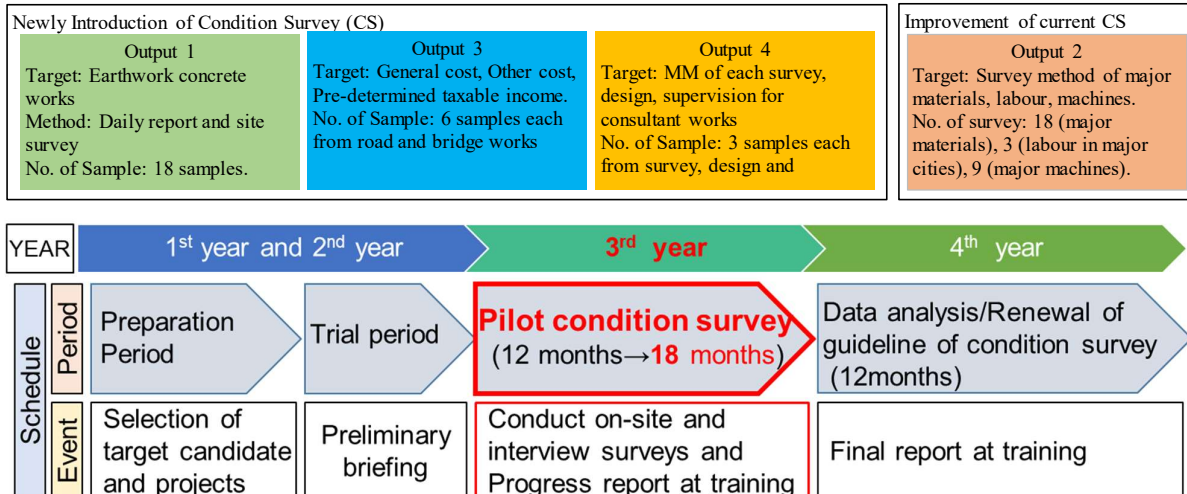 Newly Introduction of Condition Survey (CS)
Output 1
Target: Earthwork concrete
works
Method: Daily report and site
survey
No. of Sample: 18 samples.
Output 3
Target: General cost, Other cost,
Pre-determined taxable income.
No. of Sample: 6 samples each
from road and bridge works
Output 4
Target: MM of each survey,
design, supervision for
consultant works
No. of Sample: 3 samples each
from survey, design and
Improvement of current CS
Output 2
Target: Survey method of major
materials, labour, machines.
No. of survey: 18 (major
materials), 3 (labour in major
cities), 9 (major machines).
YEAR
1st year and 2nd year
3rd year
4th year
Schedule
Period
Preparation
Period
Trial period
Pilot condition survey
(12 months→18 months)
Data analysis/Renewal of
guideline of condition survey
(12months)
Event
Selection of
target candidate
and projects
Preliminary
briefing
Conduct on-site and
interview surveys and
Progress report at training
Final report at training